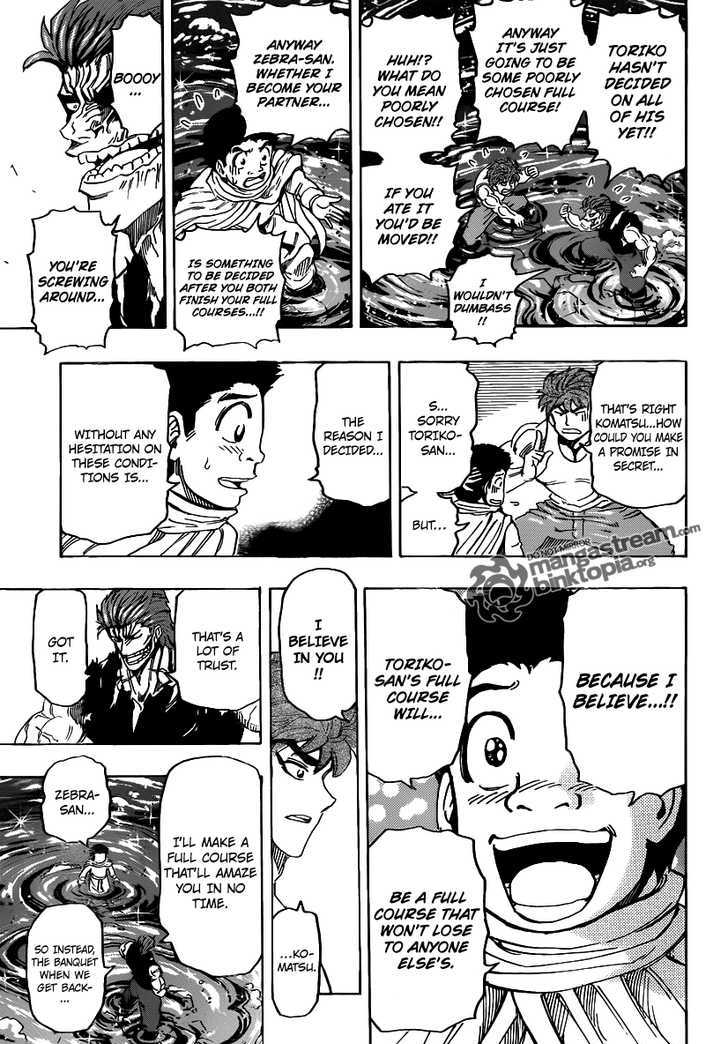 TORIKO
HASN'T
DECIDED
ON ALL
OF HIS
YET!!
ANYWAY
IT'S JUST
GOING TO
BE SOME
POORLY
CHOSEN FULL
COURSE!
HUH!?
WHAT DO
YOU MEAN
POORLY
CHOSEN!!
IF YOU
ATE IT
YOU'D BE
MOVED!!
I
WOULDN'T
DUMBASS
!!
ANYWAY
ZEBRA-SAN.
WHETHER I
BECOME YOUR
PARTNER...
IS SOMETHING
TO BE DECIDED
AFTER YOU BOTH
FINISH YOUR FULL
COURSES...!!
BOOOY
...
YOU'RE
SCREWING
AROUND...
THAT'S RIGHT
KOMATSU...HOW
COULD YOU MAKE
A PROMISE IN
SECRET...
S...
SORRY
TORIKO-
SAN...
BUT...
THE
REASON I
DECIDED...
WITHOUT ANY
HESITATION ON
THESE CONDI-
TIONS IS...
DO NOT MIRROR
mangastream.com
binktopia.org
BECAUSE I
BELIEVE...!!
TORIKO-
SAN'S FULL
COURSE
WILL...
BE A FULL
COURSE THAT
WON'T LOSE
TO ANYONE
ELSE'S.
I
BELIEVE
IN YOU
!!
...KO-
MATSU.
THAT'S A
LOT OF
TRUST.
GOT
IT.
I'LL MAKE A
FULL COURSE
THAT'LL AMAZE
YOU IN NO
TIME.
ZEBRA-
SAN...
SO INSTEAD,
THE BANQUET
WHEN WE
GET BACK-
---